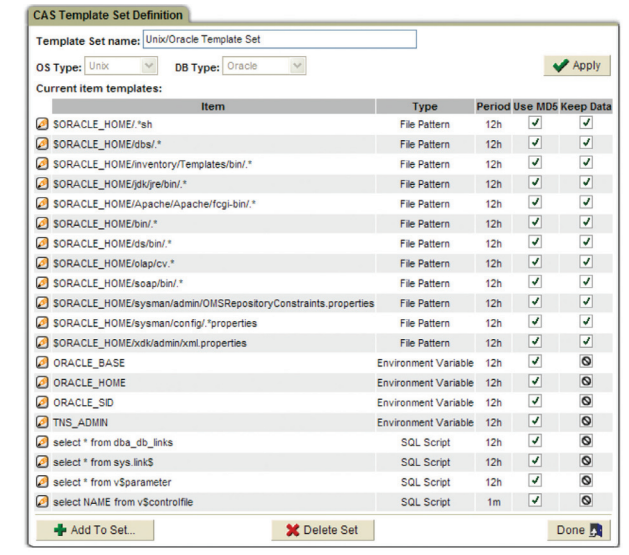 CAS Template Set Definition
Template Set name: Unix/Oracle Template Set
OS Type: Unix DB Type: Oracle Apply
Current item templates:
Item Type Period Use MD5 Keep Data
$ORACLE_HOME/.*sh File Pattern 12h
$ORACLE_HOME/dbs/.* File Pattern 12h
$ORACLE_HOME/inventory/Templates/bin/.* File Pattern 12h
$ORACLE_HOME/jdk/jre/bin/.* File Pattern 12h
$ORACLE_HOME/Apache/Apache/fcgi-bin/.* File Pattern 12h
$ORACLE_HOME/bin/.* File Pattern 12h
$ORACLE_HOME/ds/bin/.* File Pattern 12h
$ORACLE_HOME/olap/cv.* File Pattern 12h
$ORACLE_HOME/soap/bin/.* File Pattern 12h
$ORACLE_HOME/sysman/admin/OMSRepositoryConstraints.properties File Pattern 12h
$ORACLE_HOME/sysman/config/.*properties File Pattern 12h
$ORACLE_HOME/xdk/admin/xml.properties File Pattern 12h
ORACLE_BASE Environment Variable 12h
ORACLE_HOME Environment Variable 12h
ORACLE_SID Environment Variable 12h
TNS_ADMIN Environment Variable 12h
select * from dba_db_links SQL Script 12h
select * from sys.link$ SQL Script 12h
select * from v$parameter SQL Script 12h
select NAME from v$controlfile SQL Script 1m
Add To Set... Delete Set Done